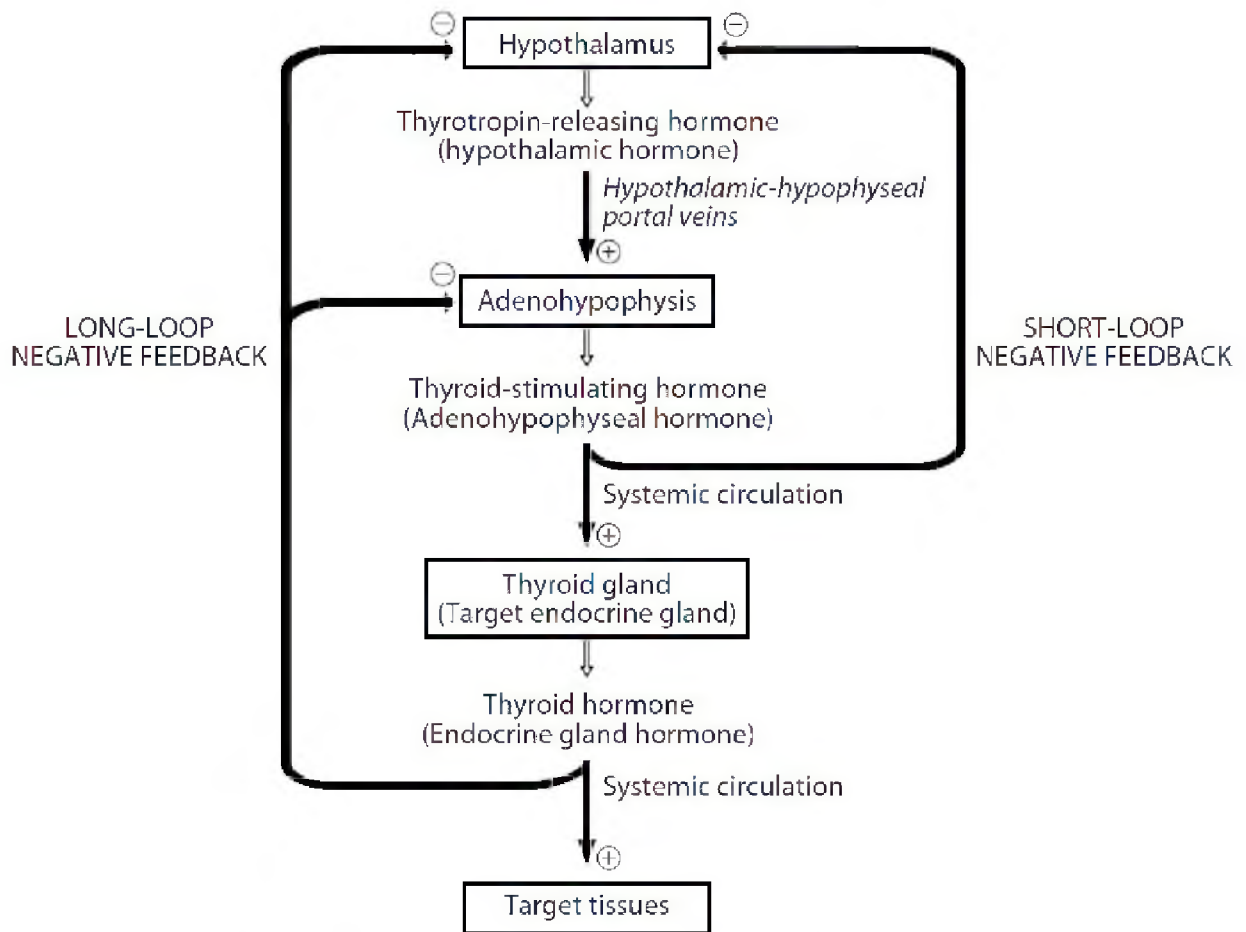 ⊖
⊖
Hypothalamus
Thyrotropin-releasing hormone
(hypothalamic hormone)
Hypothalamic-hypophyseal
portal veins
⊕
⊖
Adenohypophysis
LONG-LOOP
NEGATIVE FEEDBACK
SHORT-LOOP
NEGATIVE FEEDBACK
Thyroid-stimulating hormone
(Adenohypophyseal hormone)
Systemic circulation
⊕
Thyroid gland
(Target endocrine gland)
Thyroid hormone
(Endocrine gland hormone)
Systemic circulation
⊕
Target tissues